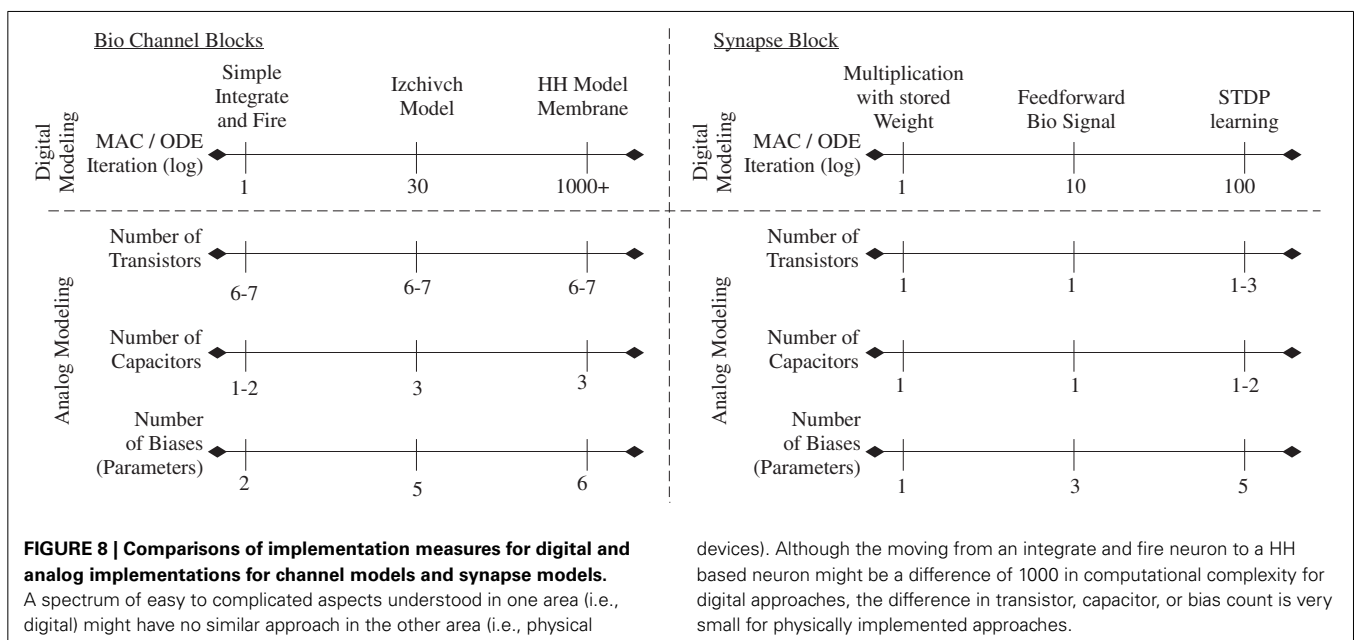 Bio Channel Blocks
Simple
Integrate
and Fire
Izchivch
Model
HH Model
Membrane
Digital
Modeling
MAC / ODE
Iteration (log)
1
30
1000+
Analog Modeling
Number of
Transistors
6-7
6-7
6-7
Number of
Capacitors
1-2
3
3
Number
of Biases
(Parameters)
2
5
6
Synapse Block
Multiplication
with stored
Weight
Feedforward
Bio Signal
STDP
learning
Digital
Modeling
MAC / ODE
Iteration (log)
1
10
100
Analog Modeling
Number of
Transistors
1
1
1-3
Number of
Capacitors
1
1
1-2
Number
of Biases
(Parameters)
1
3
5
FIGURE 8 | Comparisons of implementation measures for digital and
analog implementations for channel models and synapse models.
A spectrum of easy to complicated aspects understood in one area (i.e.,
digital) might have no similar approach in the other area (i.e., physical
devices). Although the moving from an integrate and fire neuron to a HH
based neuron might be a difference of 1000 in computational complexity for
digital approaches, the difference in transistor, capacitor, or bias count is very
small for physically implemented approaches.